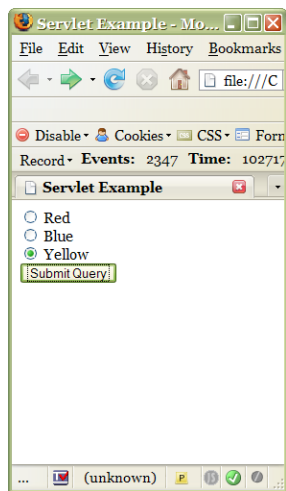 Servlet Example - Mo...
File Edit View History Bookmarks
file:///C
Disable Cookies CSS Form
Record Events: 2347 Time: 102717
Servlet Example
Red
Blue
Yellow
Submit Query
... (unknown) P